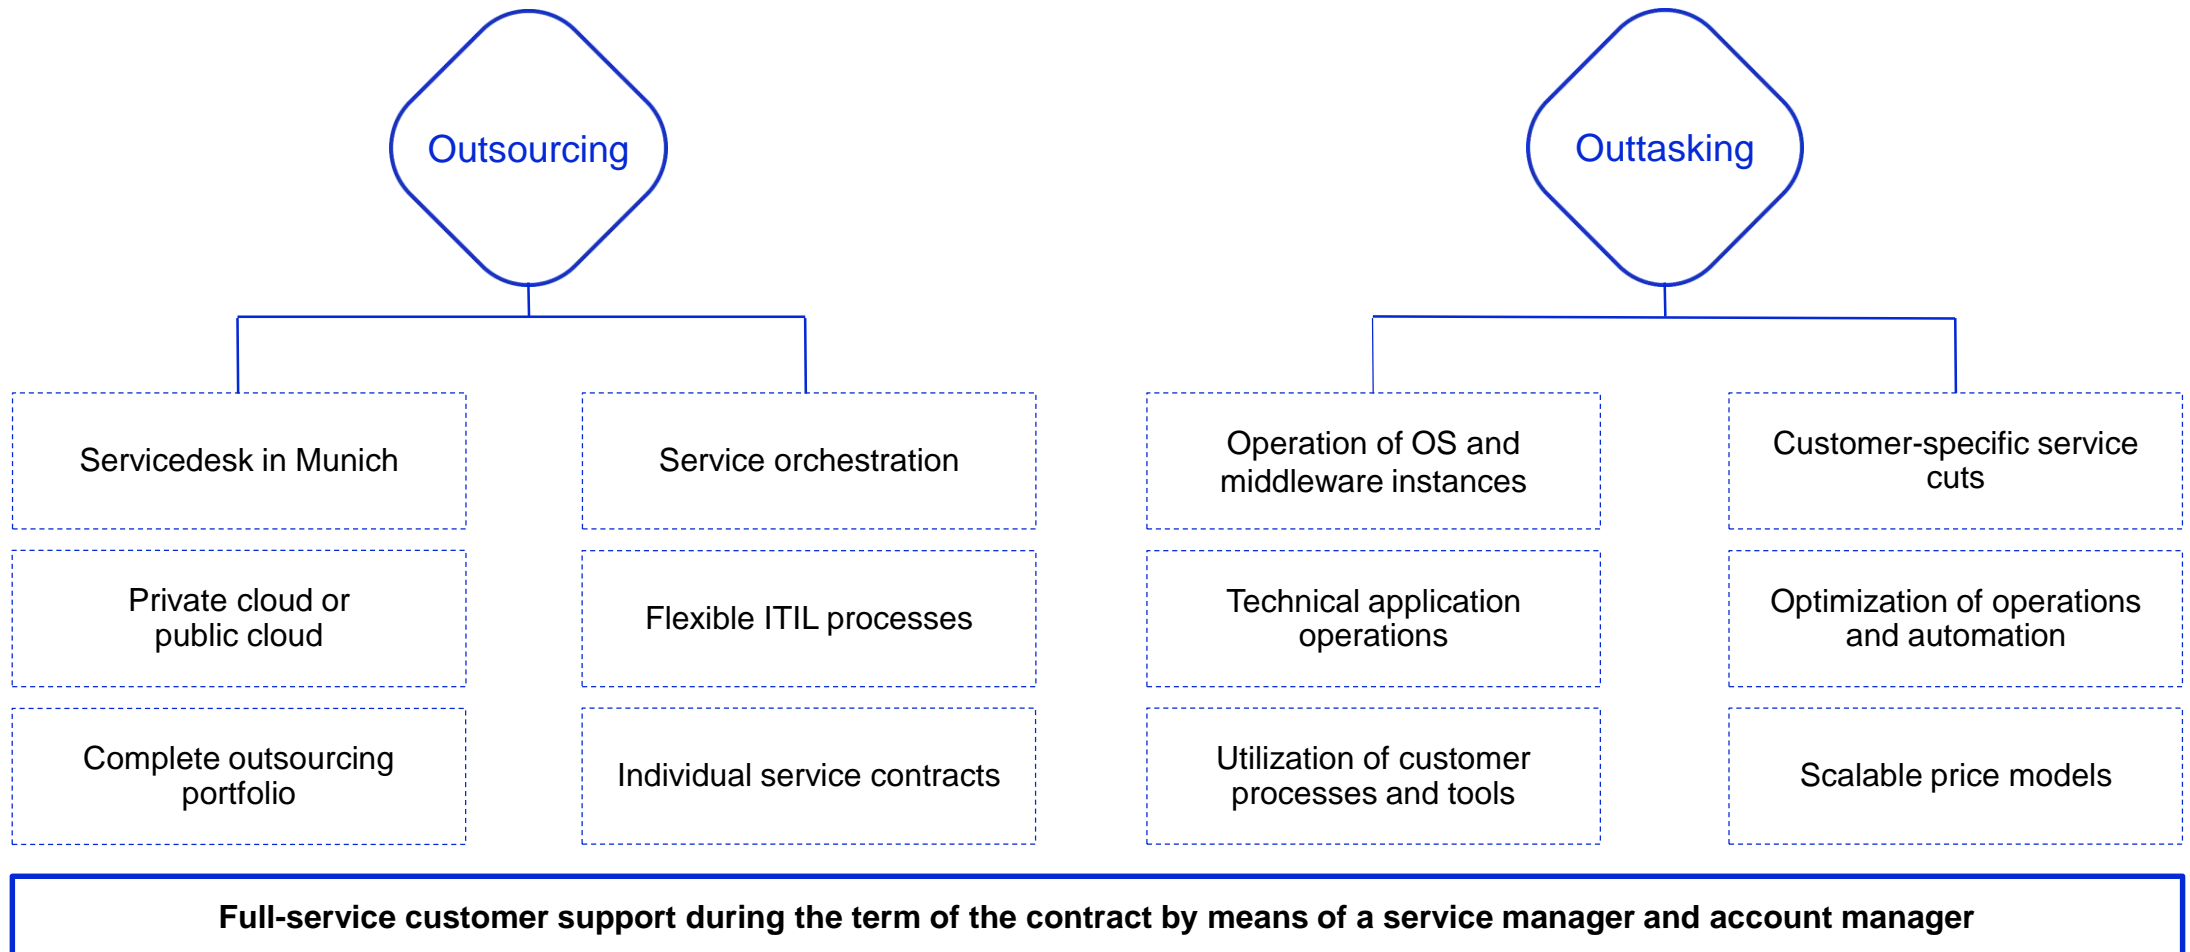 Outsourcing
Outtasking
Servicedesk in Munich
Service orchestration
Operation of OS and
middleware instances
Customer-specific service
cuts
Private cloud or
public cloud
Flexible ITIL processes
Technical application
operations
Optimization of operations
and automation
Complete outsourcing
portfolio
Individual service contracts
Utilization of customer
processes and tools
Scalable price models
Full-service customer support during the term of the contract by means of a service manager and account manager